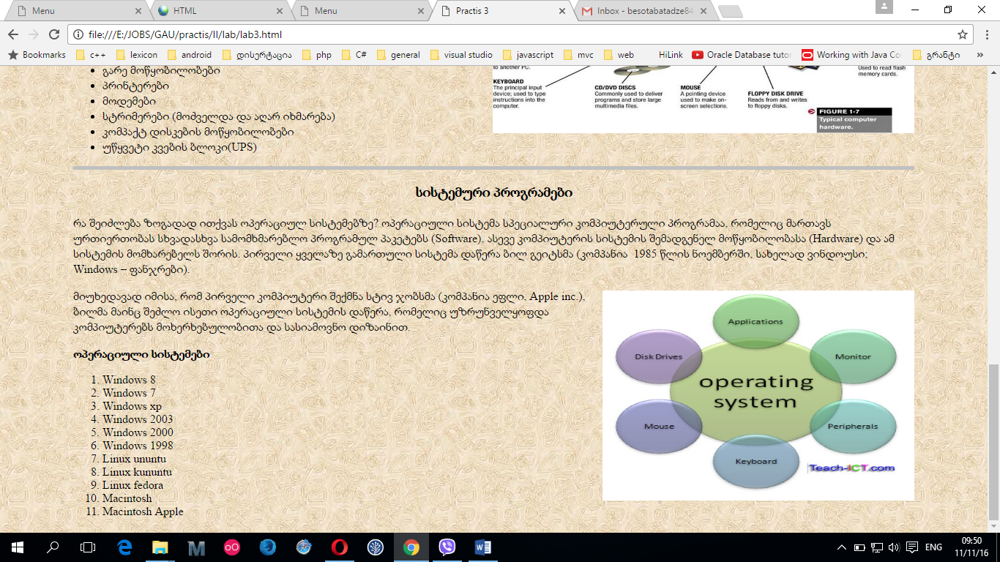 Menu
HTML
Menu
Practis 3
Inbox - besotabatadze84
file:///E:/JOBS/GAU/practis/II/lab/lab3.html
Bookmarks
c++
lexicon
android
დისერტაცია
php
C#
general
visual studio
javascript
mvc
web
HiLink
Oracle Database tutor
Working with Java Co
გრანტი
»
გარე მოწყობილობები
პრინტერები
მოდემები
სტრიმერები (მოძველდა და აღარ იხმარება)
კომპაქტ დისკების მოწყობილობები
უწყვეტი კვების ბლოკი(UPS)
to another PC.
KEYBOARD
The principal input
device; used to type
instructions into the
computer.
CD/DVD DISCS
Commonly used to deliver
programs and store large
multimedia files.
MOUSE
A pointing device
used to make on-
screen selections.
FLOPPY DISK DRIVE
Reads from and writes
to floppy disks.
Used to read flash
memory cards.
FIGURE 1-7
Typical computer
hardware.
სისტემური პროგრამები
რა შეიძლება ზოგადად ითქვას ოპერაციულ სისტემებზე? ოპერაციული სისტემა სპეციალური კომპიუტერული პროგრამაა, რომელიც მართავს
ურთიერთობას სხვადასხვა სამომხმარებლო პროგრამულ პაკეტებს (Software), ასევე კომპიუტერის სისტემის შემადგენელ მოწყობილობასა (Hardware) და ამ
სისტემის მომხარებელს შორის. პირველი ყველაზე გამართული სისტემა დაწერა ბილ გეიტსმა (კომპანია 1985 წლის ნოემბერში, სახელად ვინდოუსი;
Windows – ფანჯრები).
მიუხედავად იმისა, რომ პირველი კომპიუტერი შექმნა სტივ ჯობსმა (კომპანია ეფლი, Apple inc.),
ბილმა მაინც შეძლო ისეთი ოპერაციული სისტემის დაწერა, რომელიც უზრუნველყოფდა
კომპიუტერებს მოხერხებულობითა და სასიამოვნო დიზაინით.
ოპერაციული სისტემები
1. Windows 8
2. Windows 7
3. Windows xp
4. Windows 2003
5. Windows 2000
6. Windows 1998
7. Linux ununtu
8. Linux kununtu
9. Linux fedora
10. Macintosh
11. Macintosh Apple
Applications
Disk Drives
Monitor
operating
system
Mouse
Peripherals
Keyboard
Teach-ICT.com
ENG
09:50
11/11/16